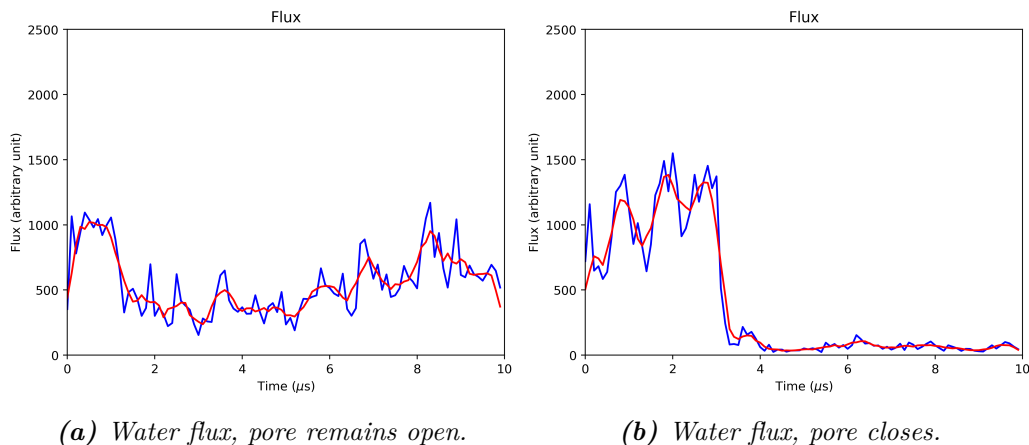 Flux
Flux (arbitrary unit)
2500
2000
1500
1000
500
0
0 2 4 6 8 10
Time (μs)
(a) Water flux, pore remains open.
Flux
Flux (arbitrary unit)
2500
2000
1500
1000
500
0
0 2 4 6 8 10
Time (μs)
(b) Water flux, pore closes.